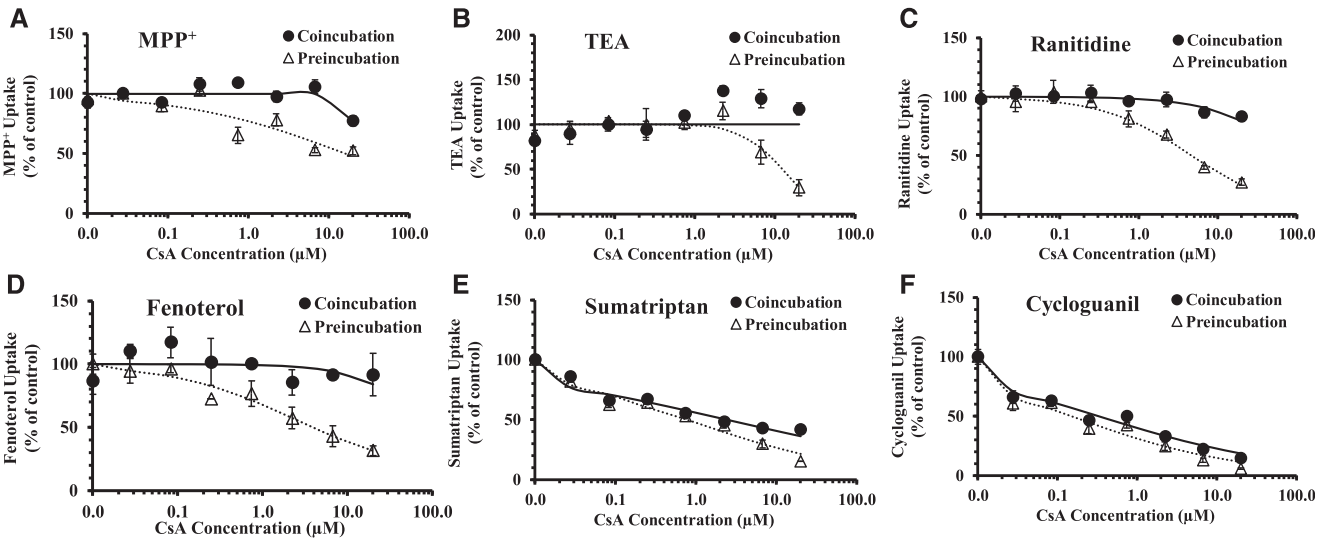 A
MPP+
Coincubation
Preincubation
150
100
50
0
MPP+ Uptake
(% of control)
0.0
0.1
1.0
10.0
100.0
CsA Concentration (µM)
B
TEA
Coincubation
Preincubation
200
150
100
50
0
TEA Uptake
(% of control)
0.0
0.1
1.0
10.0
100.0
CsA Concentration (µM)
C
Ranitidine
Coincubation
Preincubation
150
100
50
0
Ranitidine Uptake
(% of control)
0.0
0.1
1.0
10.0
100.0
CsA Concentration (µM)
D
Fenoterol
Coincubation
Preincubation
150
100
50
0
Fenoterol Uptake
(% of control)
0.0
0.1
1.0
10.0
100.0
CsA Concentration (µM)
E
Sumatriptan
Coincubation
Preincubation
150
100
50
0
Sumatriptan Uptake
(% of control)
0.0
0.1
1.0
10.0
100.0
CsA Concentration (µM)
F
Cycloguanil
Coincubation
Preincubation
150
100
50
0
Cycloguanil Uptake
(% of control)
0.0
0.1
1.0
10.0
100.0
CsA Concentration (µM)